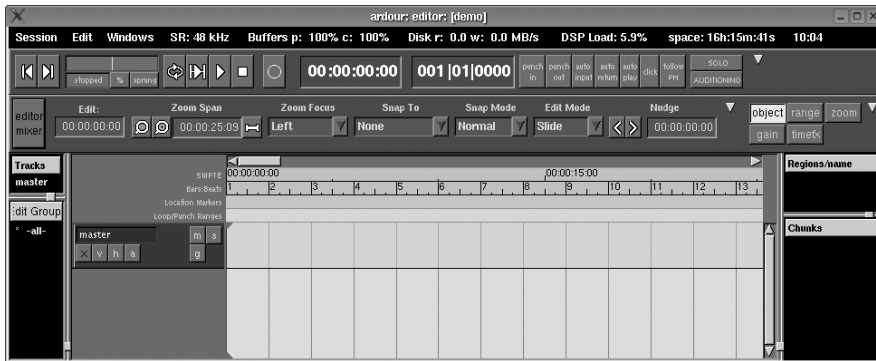 ardour: editor: [demo]
Session Edit Windows SR: 48 kHz Buffers p: 100% c: 100% Disk r: 0.0 w: 0.0 MB/s DSP Load: 5.9% space: 16h:15m:41s 10:04
stopped % sprung 00:00:00:00 001|01|0000 punch in punch out auto input auto return auto play click follow PH SOLO AUDITIONING
editor mixer
Edit: Zoom Span Zoom Focus Snap To Snap Mode Edit Mode Nudge
00:00:00:00 00:00:25:09 Left None Normal Slide 00:00:00:00
object range zoom
gain timefx
Tracks
master
:dit Group
* -all-
SMPTE 00:00:00:00 00:00:15:00
Bars:Beats 1 2 3 4 5 6 7 8 9 10 11 12 13
Location Markers
Loop/Punch Ranges
master m s
x v h a g
Regions/name
Chunks